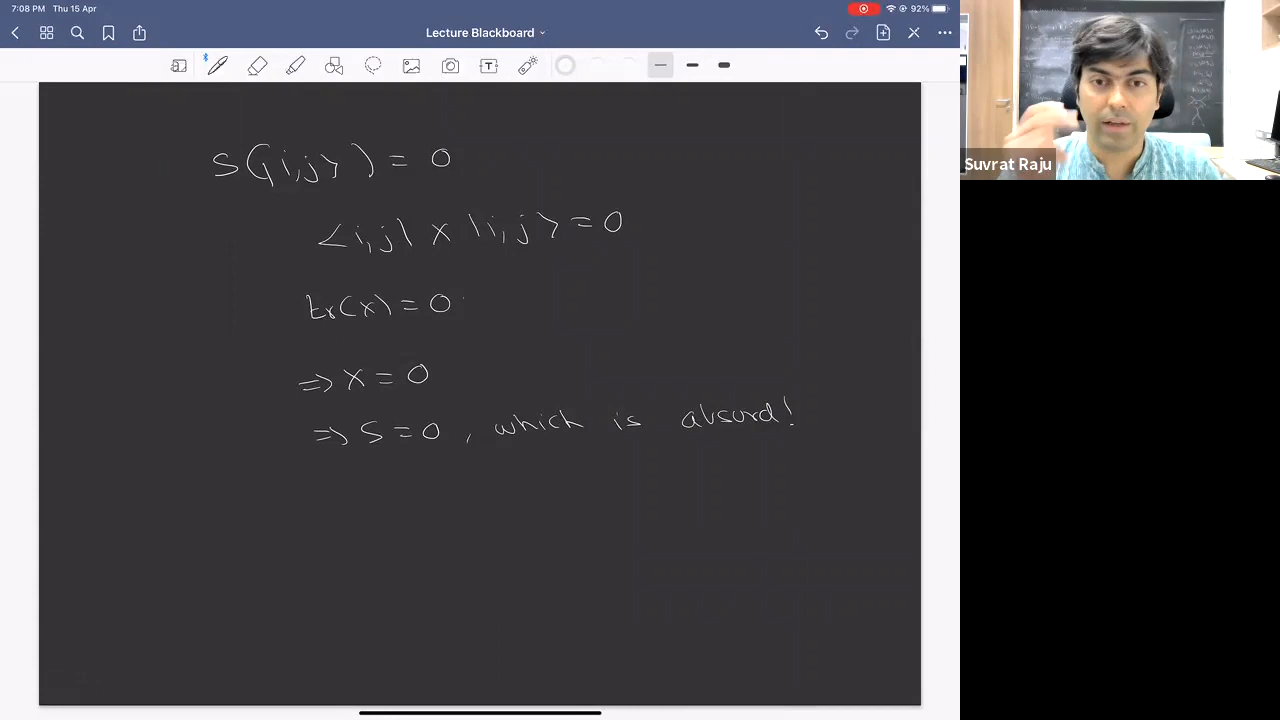 7:08 PM Thu 15 Apr
92%
Lecture Blackboard
T
Suvrat Raju
S(|i,j⟩) = 0
<i,j| X |i,j> = 0
tr(X) = 0
=> X = 0
=> S = 0, which is absurd!